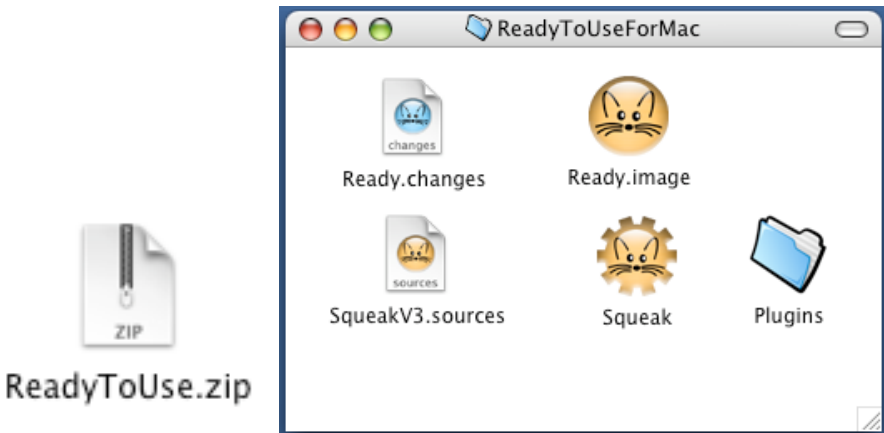 ReadyToUseForMac
changes
Ready.changes
Ready.image
sources
SqueakV3.sources
Squeak
Plugins
ZIP
ReadyToUse.zip